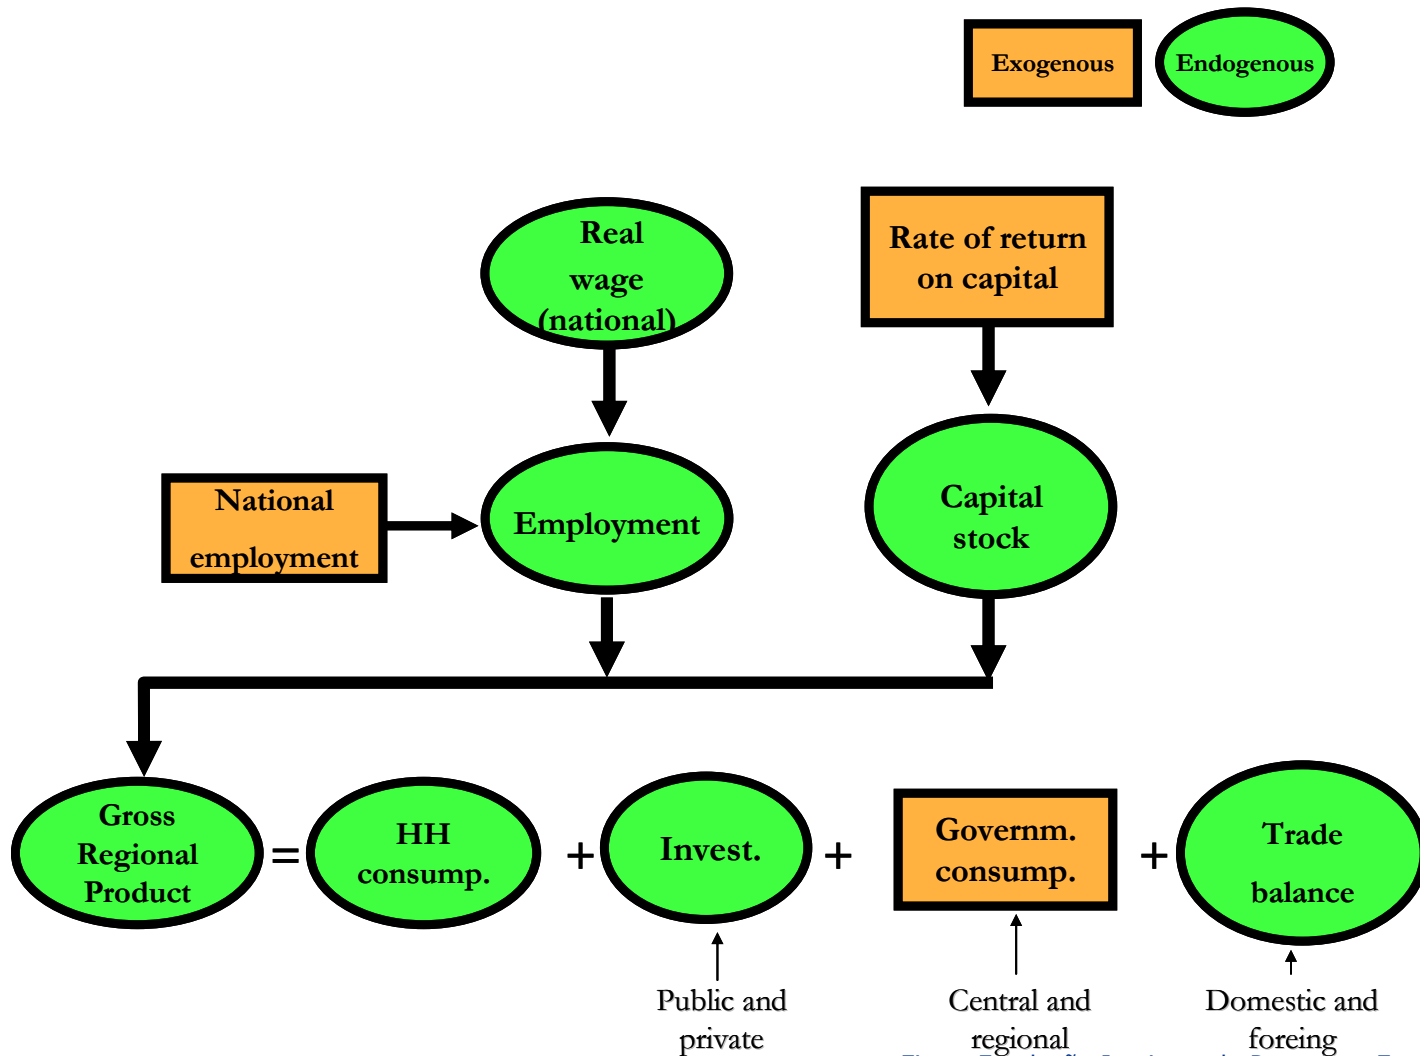 Exogenous
Endogenous
Real
wage
(national)
Rate of return
on capital
National
employment
Employment
Capital
stock
Gross
Regional
Product
=
HH
consump.
+
Invest.
+
Governm.
consump.
+
Trade
balance
Public and
private
Central and
regional
Domestic and
foreing